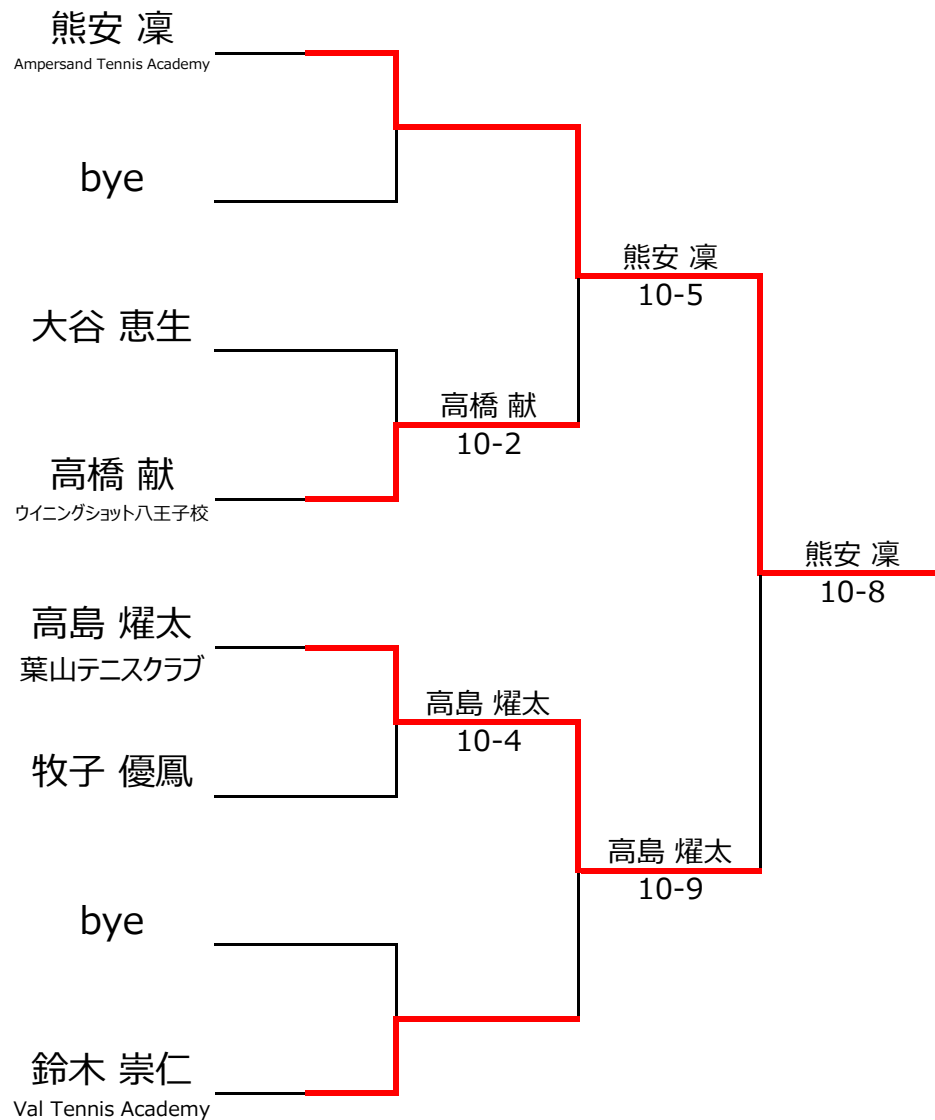 熊安 凜
Ampersand Tennis Academy
bye
大谷 恵生
高橋 献
ウイニングショット八王子校
高島 燿太
葉山テニスクラブ
牧子 優鳳
bye
鈴木 崇仁
Val Tennis Academy
高橋 献
10-2
高島 燿太
10-4
熊安 凜
10-5
高島 燿太
10-9
熊安 凜
10-8